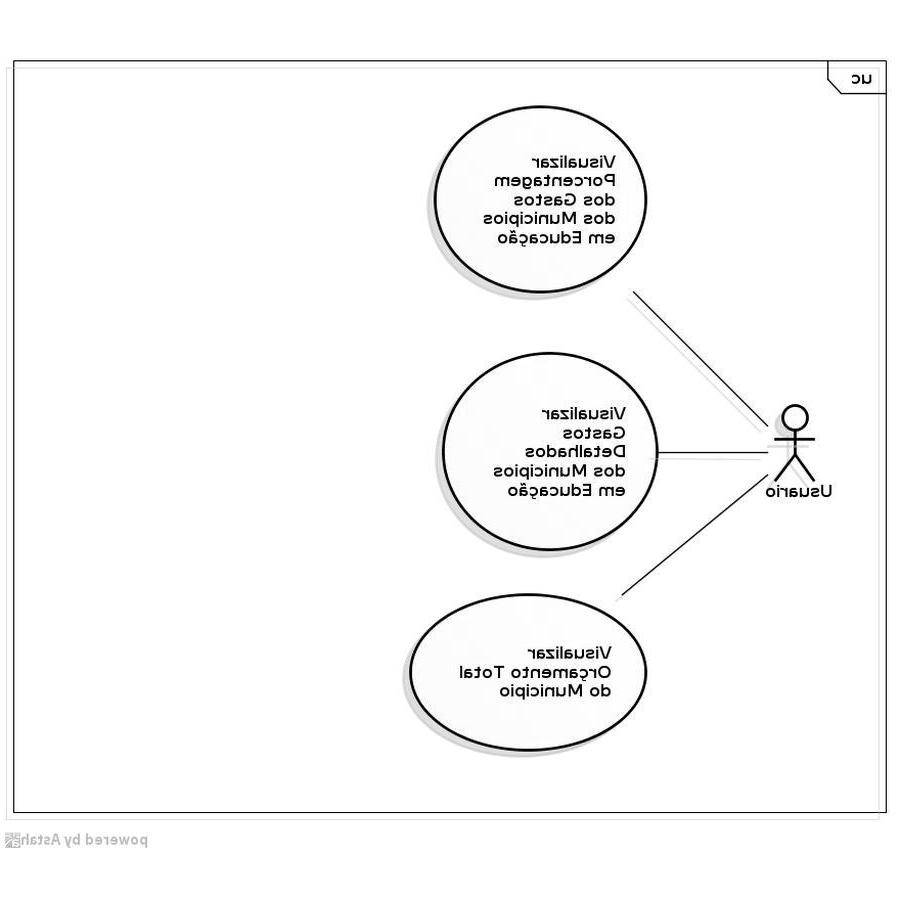 uc
Visualizar
Porcentagem
dos Gastos
dos Municipios
em Educação
Visualizar
Gastos
Detalhados
dos Municipios
em Educação
Usuario
Visualizar
Orçamento Total
do Municipio
powered by Astah